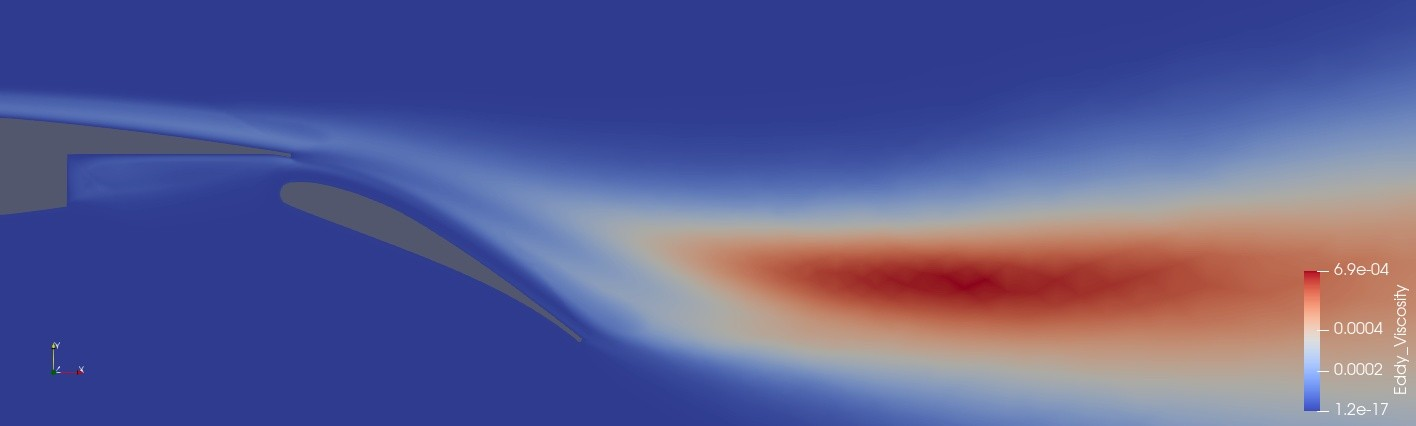 6.9e-04
0.0004
0.0002
1.2e-17
Eddy_Viscosity
Y
Z
X